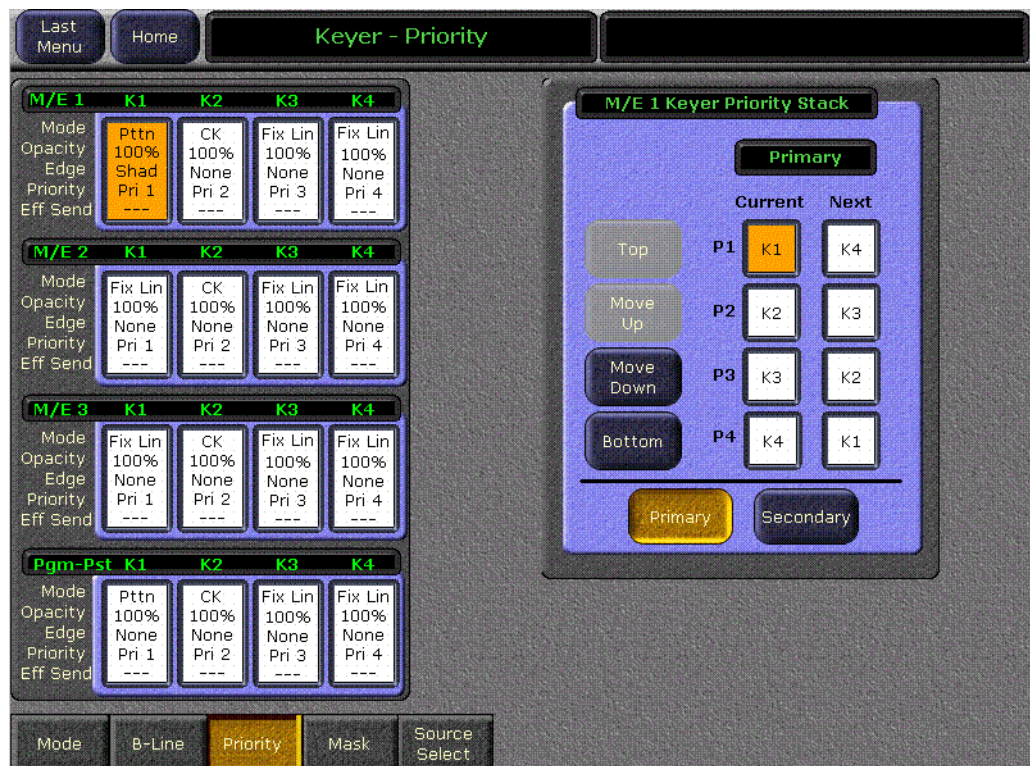 Last Menu
Home
Keyer - Priority
M/E 1 K1 K2 K3 K4
Mode Pttn CK Fix Lin Fix Lin
Opacity 100% 100% 100% 100%
Edge Shad None None None
Priority Pri 1 Pri 2 Pri 3 Pri 4
Eff Send --- --- --- ---
M/E 2 K1 K2 K3 K4
Mode Fix Lin CK Fix Lin Fix Lin
Opacity 100% 100% 100% 100%
Edge None None None None
Priority Pri 1 Pri 2 Pri 3 Pri 4
Eff Send --- --- --- ---
M/E 3 K1 K2 K3 K4
Mode Fix Lin CK Fix Lin Fix Lin
Opacity 100% 100% 100% 100%
Edge None None None None
Priority Pri 1 Pri 2 Pri 3 Pri 4
Eff Send --- --- --- ---
Pgm-Pst K1 K2 K3 K4
Mode Pttn CK Fix Lin Fix Lin
Opacity 100% 100% 100% 100%
Edge None None None None
Priority Pri 1 Pri 2 Pri 3 Pri 4
Eff Send --- --- --- ---
M/E 1 Keyer Priority Stack
Primary
Current Next
Top P1 K1 K4
Move Up P2 K2 K3
Move Down P3 K3 K2
Bottom P4 K4 K1
Primary Secondary
Mode B-Line Priority Mask Source Select